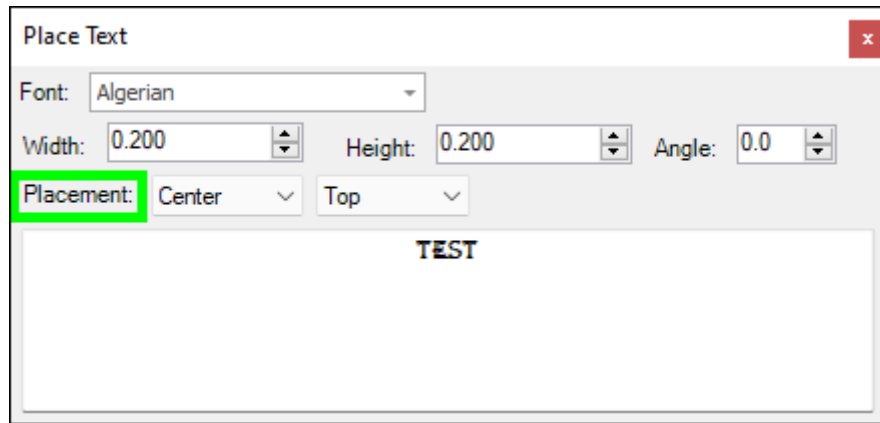 Place Text
x
Font: Algerian
Width: 0.200 Height: 0.200 Angle: 0.0
Placement: Center Top
TEST